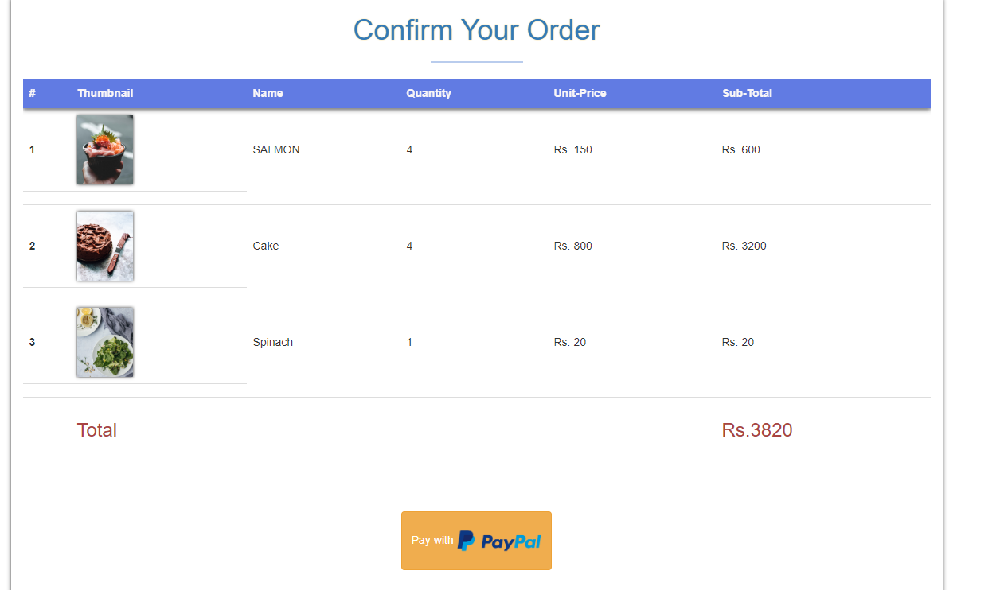 Confirm Your Order
# Thumbnail Name Quantity Unit-Price Sub-Total
1 SALMON 4 Rs. 150 Rs. 600
2 Cake 4 Rs. 800 Rs. 3200
3 Spinach 1 Rs. 20 Rs. 20
Total Rs.3820
Pay with PayPal